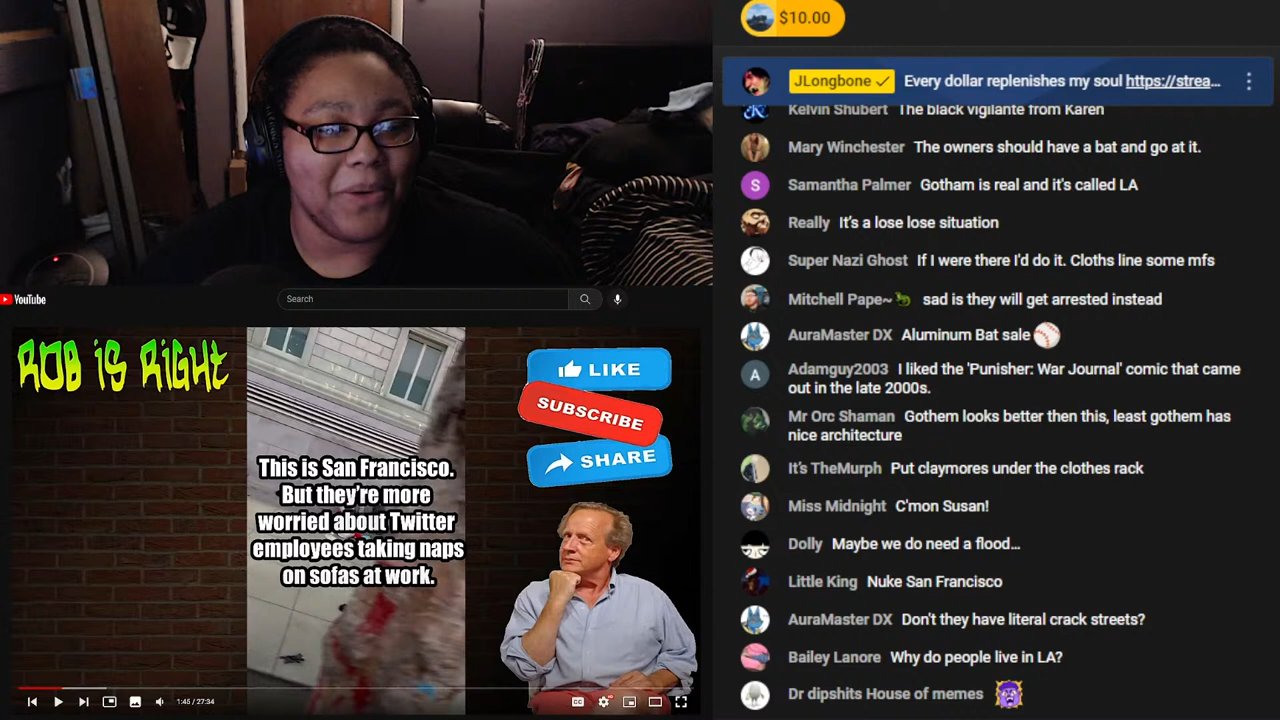 $10.00
JLongbone Every dollar replenishes my soul https://strea...
Kelvin Shubert The black vigilante from Karen
Mary Winchester The owners should have a bat and go at it.
Samantha Palmer Gotham is real and it's called LA
S
Really It's a lose lose situation
Super Nazi Ghost If I were there I'd do it. Cloths line some mfs
Mitchell Pape~ sad is they will get arrested instead
AuraMaster DX Aluminum Bat sale
Adamguy2003 I liked the 'Punisher: War Journal' comic that came
out in the late 2000s.
A
Mr Orc Shaman Gothem looks better then this, least gothem has
nice architecture
It's TheMurph Put claymores under the clothes rack
Miss Midnight C'mon Susan!
Dolly Maybe we do need a flood...
Little King Nuke San Francisco
AuraMaster DX Don't they have literal crack streets?
Bailey Lanore Why do people live in LA?
Dr dipshits House of memes
YouTube
Search
ROB iS RiGHT
This is San Francisco.
But they're more
worried about Twitter
employees taking naps
on sofas at work.
LIKE
SUBSCRIBE
SHARE
1:45 / 27:34
CC